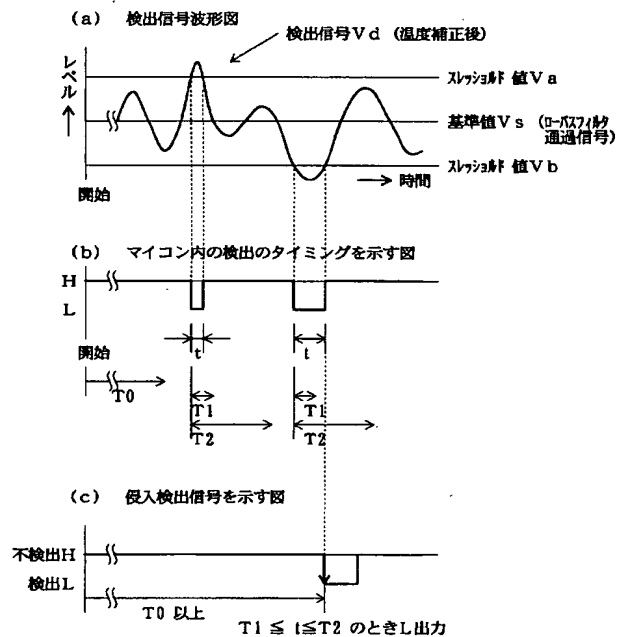 (a) 検出信号波形図
検出信号Vd (温度補正後)
レベル
スレッショルド 値Va
基準値Vs (ローパスフィルタ
通過信号)
スレッショルド 値Vb
時間
開始
(b) マイコン内の検出のタイミングを示す図
H
L
t
t
開始
T0
T1
T1
T2
T2
(c) 侵入検出信号を示す図
不検出H
検出L
T0 以上
T1 ≦ t≦T2 のときL出力